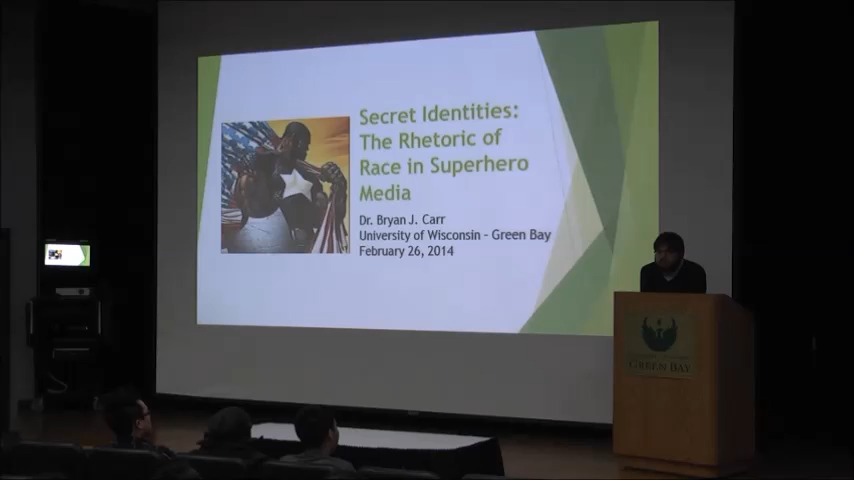 Secret Identities:
The Rhetoric of
Race in Superhero
Media
Dr. Bryan J. Carr
University of Wisconsin - Green Bay
February 26, 2014
GREEN BAY